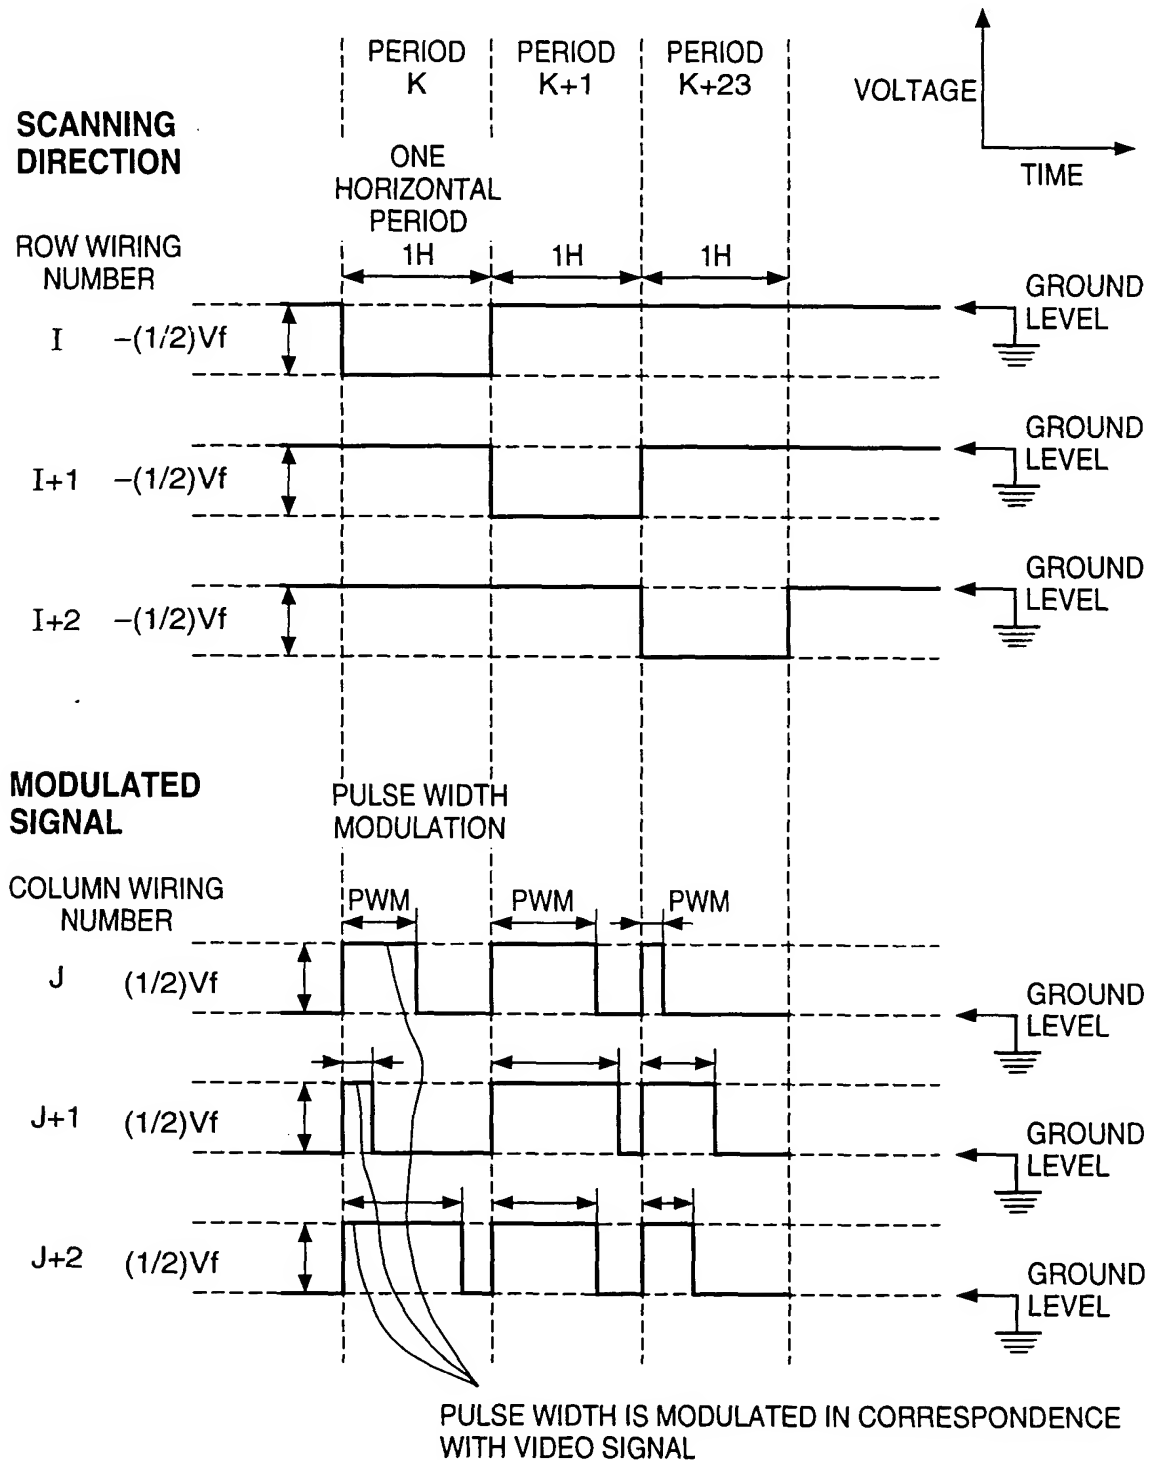 PERIOD K
PERIOD K+1
PERIOD K+23
VOLTAGE
TIME
SCANNING
DIRECTION
ONE
HORIZONTAL
PERIOD
ROW WIRING
NUMBER
1H
1H
1H
I -(1/2)Vf
GROUND
LEVEL
I+1 -(1/2)Vf
GROUND
LEVEL
I+2 -(1/2)Vf
GROUND
LEVEL
MODULATED
SIGNAL
PULSE WIDTH
MODULATION
COLUMN WIRING
NUMBER
PWM
PWM
PWM
J (1/2)Vf
GROUND
LEVEL
J+1 (1/2)Vf
GROUND
LEVEL
J+2 (1/2)Vf
GROUND
LEVEL
PULSE WIDTH IS MODULATED IN CORRESPONDENCE
WITH VIDEO SIGNAL